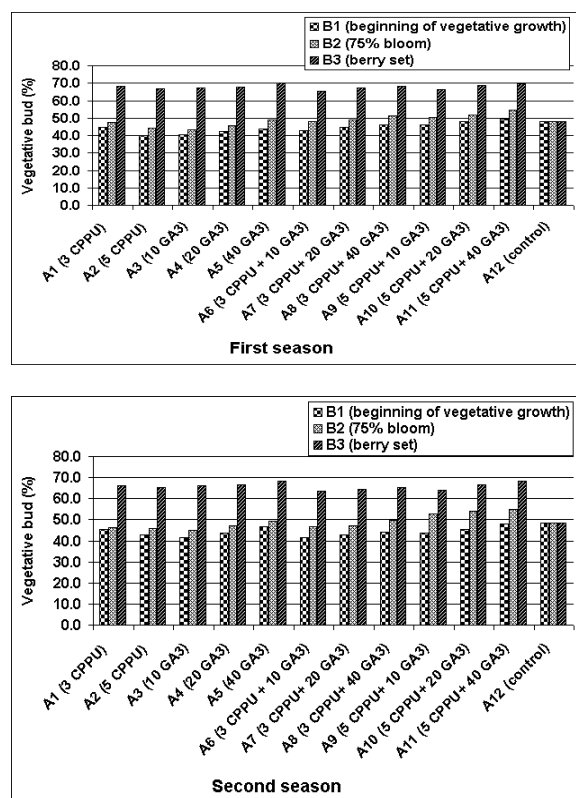 B1 (beginning of vegetative growth)
B2 (75% bloom)
B3 (berry set)
Vegetative bud (%)
80.0
70.0
60.0
50.0
40.0
30.0
20.0
10.0
0.0
A1 (3 CPPU)
A2 (5 CPPU)
A3 (10 GA3)
A4 (20 GA3)
A5 (40 GA3)
A6 (3 CPPU + 10 GA3)
A7 (3 CPPU+ 20 GA3)
A8 (3 CPPU+ 40 GA3)
A9 (5 CPPU+ 10 GA3)
A10 (5 CPPU+ 20 GA3)
A11 (5 CPPU+ 40 GA3)
A12 (control)
First season
B1 (beginning of vegetative growth)
B2 (75% bloom)
B3 (berry set)
Vegetative bud (%)
80.0
70.0
60.0
50.0
40.0
30.0
20.0
10.0
0.0
A1 (3 CPPU)
A2 (5 CPPU)
A3 (10 GA3)
A4 (20 GA3)
A5 (40 GA3)
A6 (3 CPPU + 10 GA3)
A7 (3 CPPU+ 20 GA3)
A8 (3 CPPU+ 40 GA3)
A9 (5 CPPU+ 10 GA3)
A10 (5 CPPU+ 20 GA3)
A11 (5 CPPU+ 40 GA3)
A12 (control)
Second season